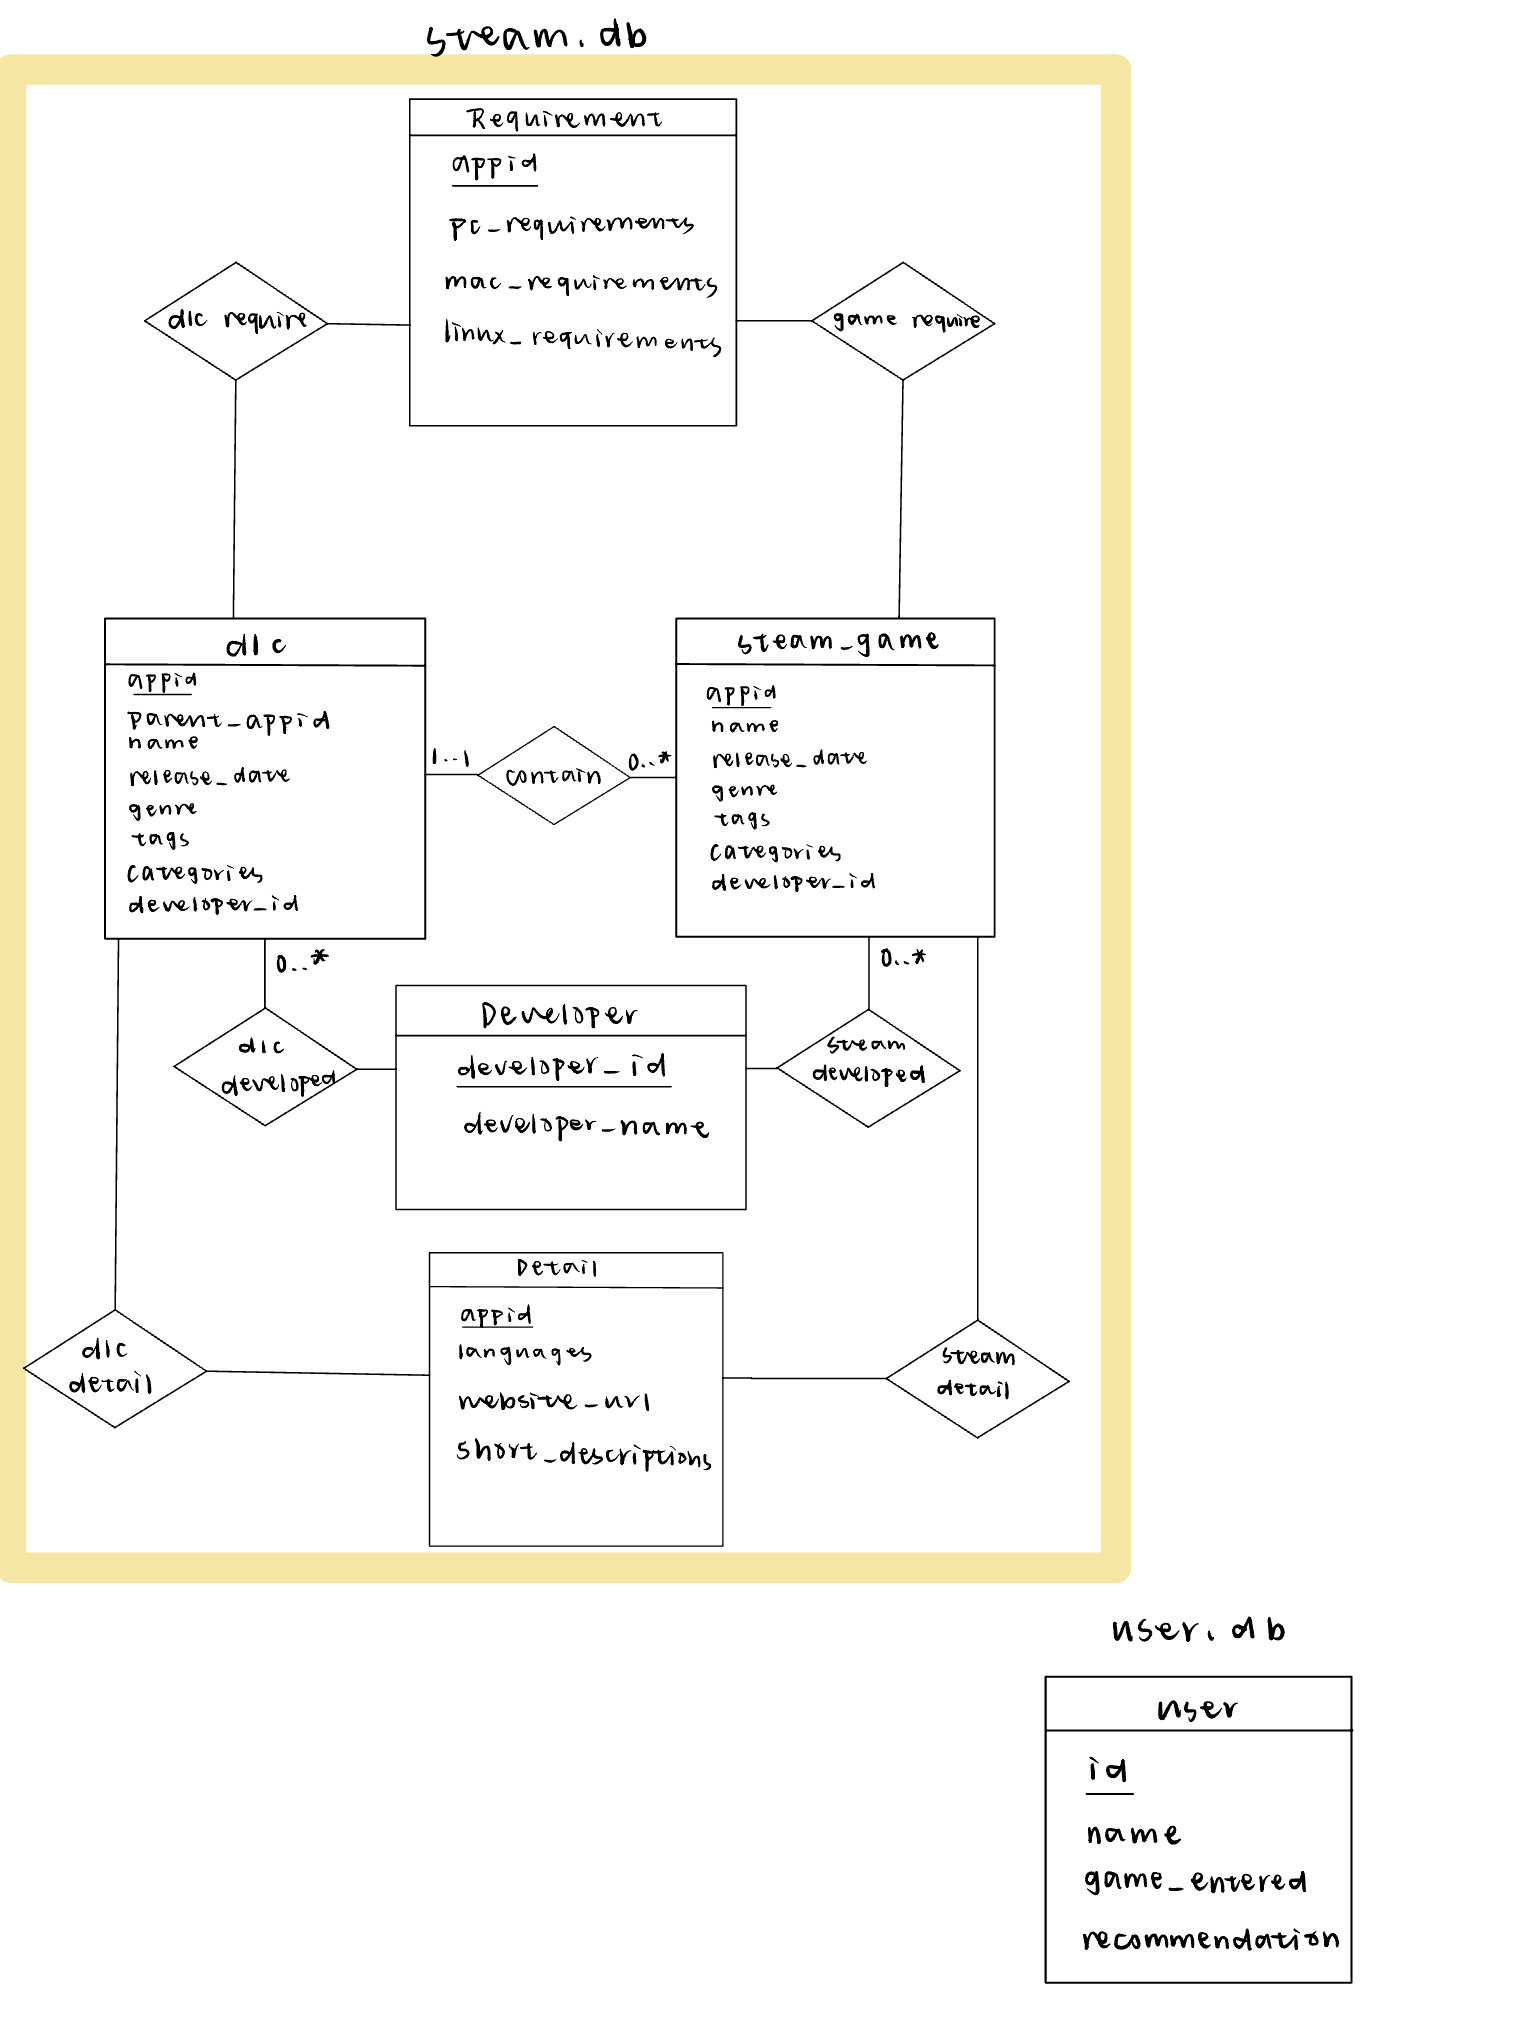 steam.db
Requirement
appid
pc_requirements
mac_requirements
linux_requirements
dlc require
game require
dlc
appid
parent_appid
name
release_date
genre
tags
categories
developer_id
1..1
contain
0..*
steam_game
appid
name
release_date
genre
tags
categories
developer_id
0..*
0..*
dlc
developed
Developer
developer_id
developer_name
steam
developed
Detail
appid
languages
website_url
short_descriptions
dlc
detail
steam
detail
user.db
user
id
name
game_entered
recommendation